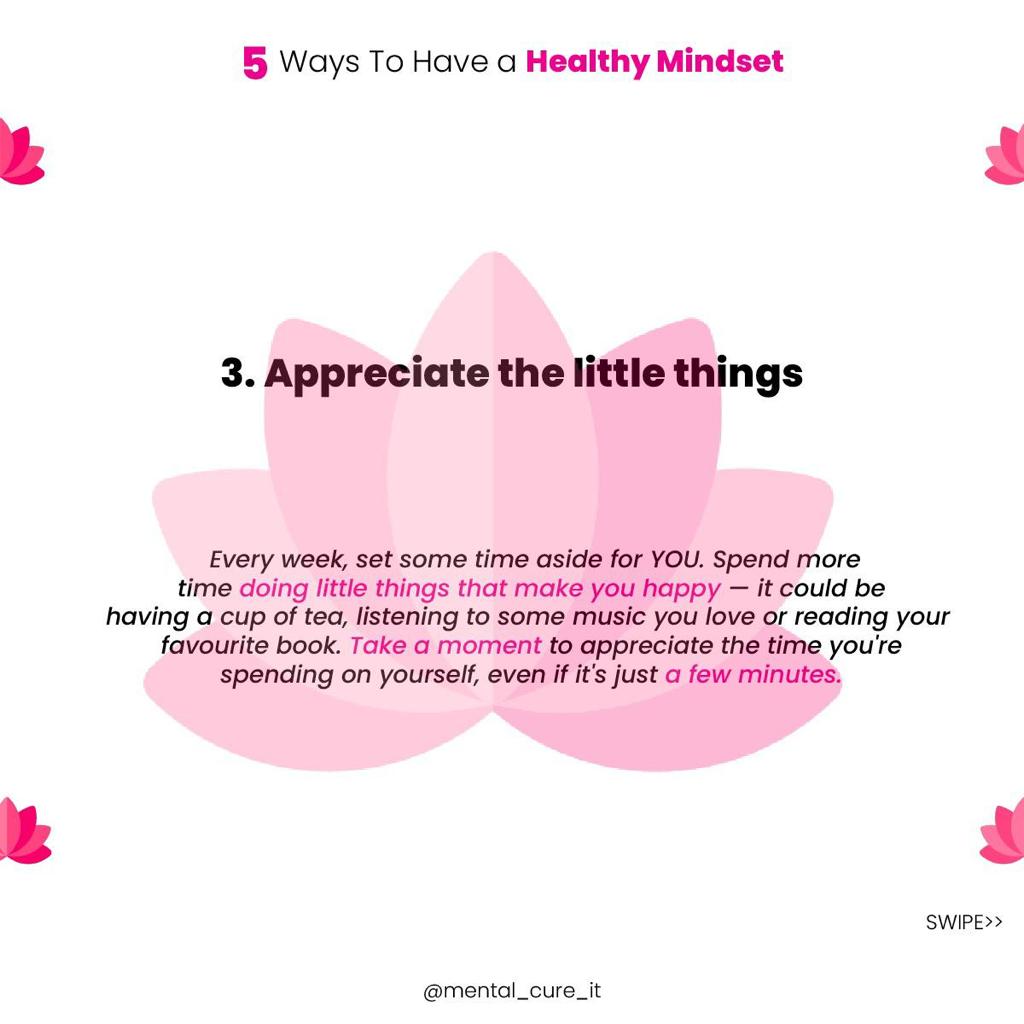 5 Ways To Have a Healthy Mindset
3. Appreciate the little things
Every week, set some time aside for YOU. Spend more
time doing little things that make you happy — it could be
having a cup of tea, listening to some music you love or reading your
favourite book. Take a moment to appreciate the time you're
spending on yourself, even if it's just a few minutes.
SWIPE>>
@mental_cure_it